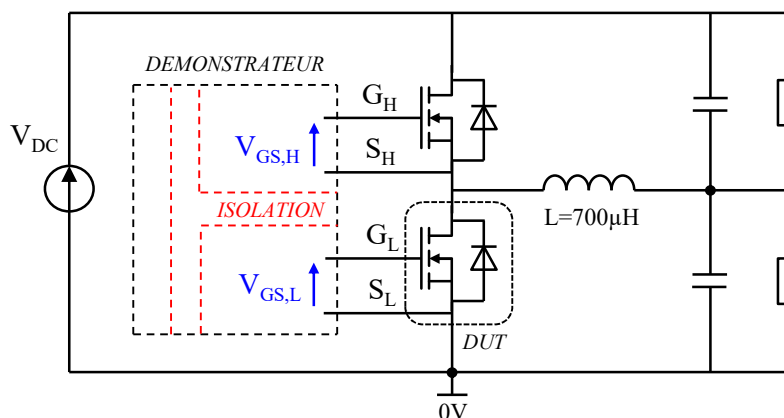 DEMONSTRATEUR
G_H
V_DC
V_GS,H
S_H
ISOLATION
L=700µH
G_L
V_GS,L
S_L
DUT
0V